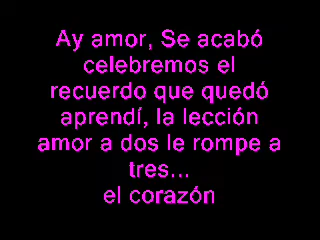 Ay amor, Se acabó
celebremos el
recuerdo que quedó
aprendí, la lección
amor a dos le rompe a
tres...
el corazón